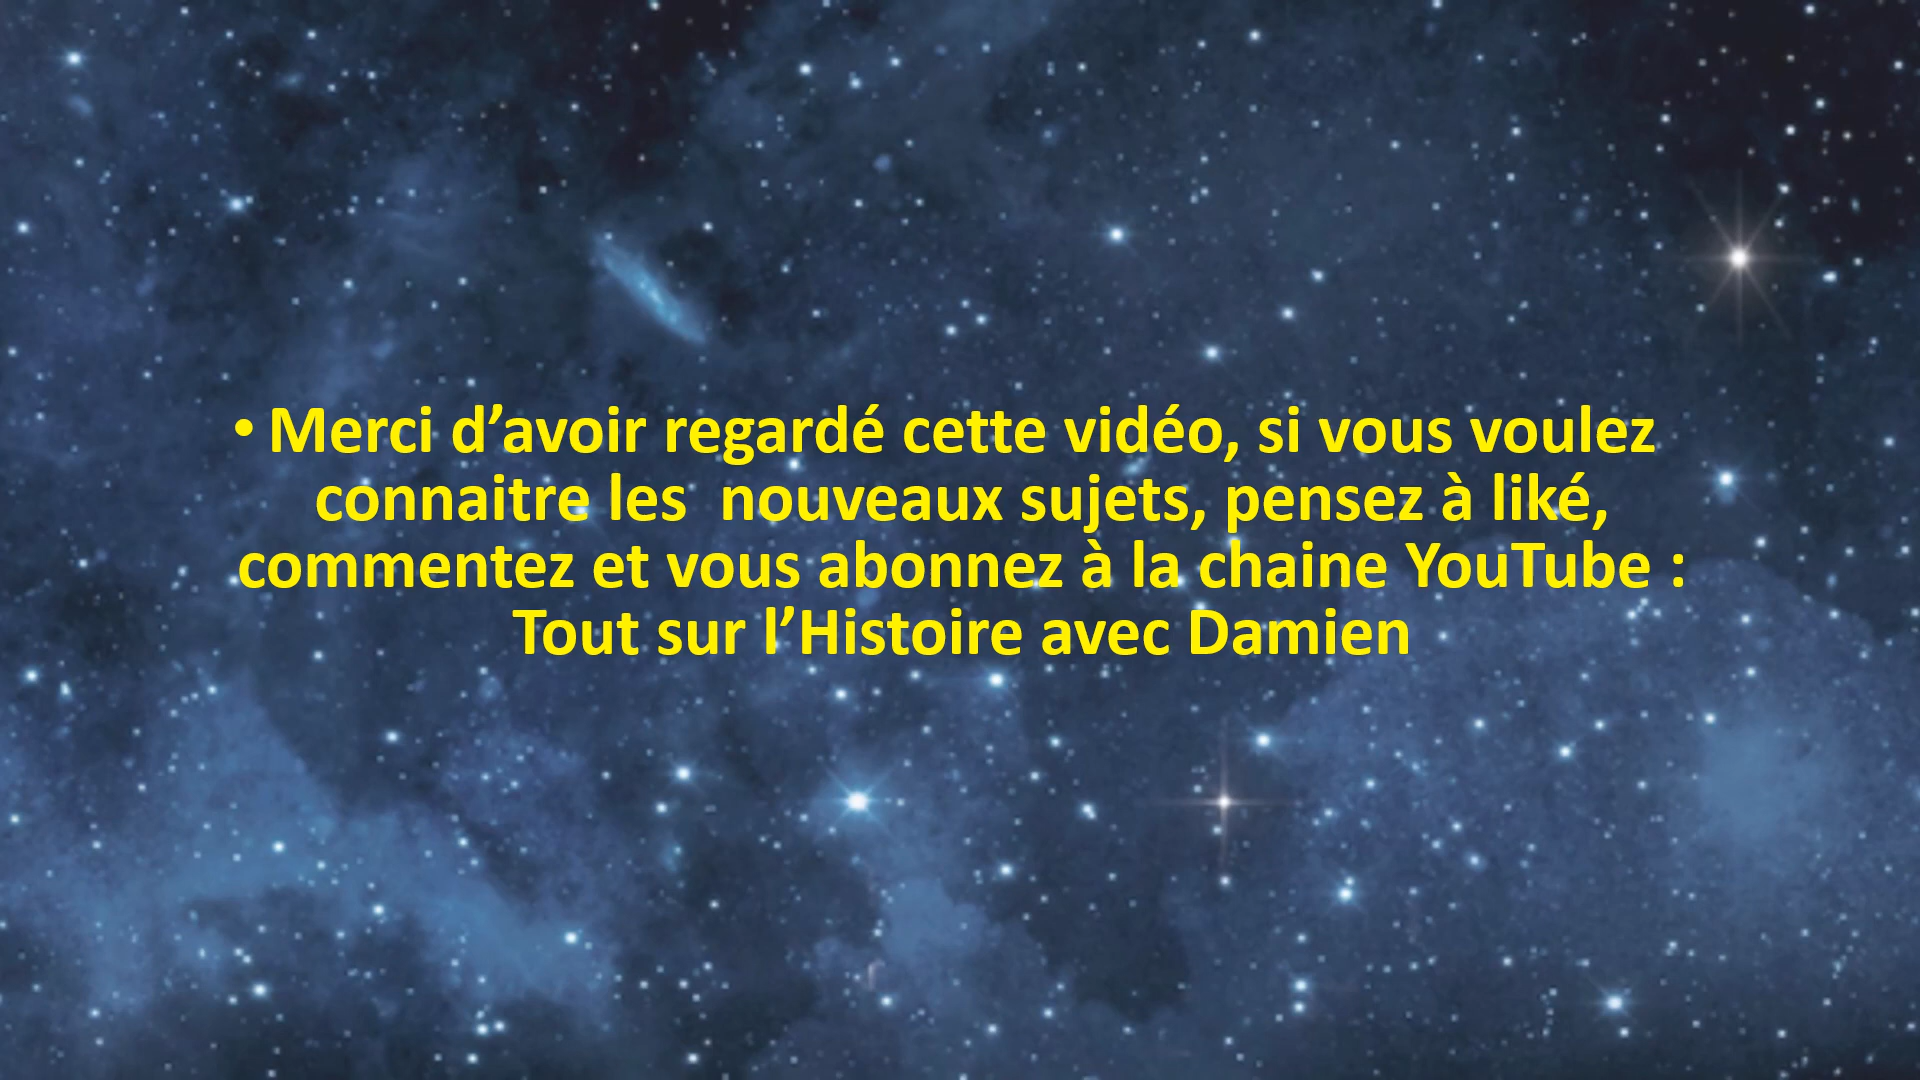 • Merci d’avoir regardé cette vidéo, si vous voulez
connaitre les  nouveaux sujets, pensez à liké,
commentez et vous abonnez à la chaine YouTube :
Tout sur l’Histoire avec Damien